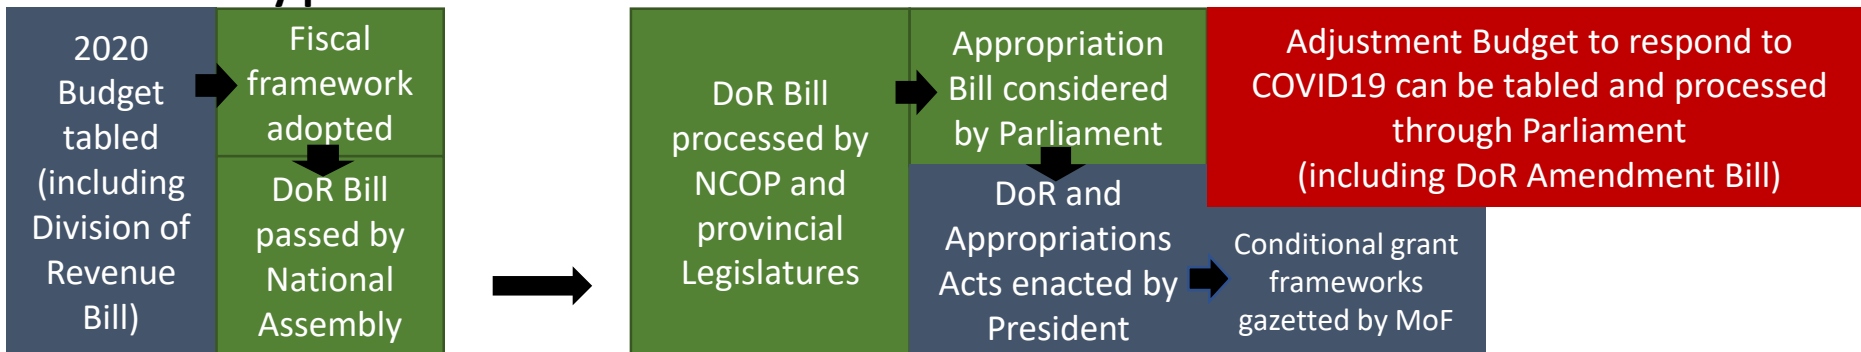 2020
Budget
tabled
(including
Division of
Revenue
Bill)
Fiscal
framework
adopted
DoR Bill
passed by
National
Assembly
DoR Bill
processed by
NCOP and
provincial
Legislatures
Appropriation
Bill considered
by Parliament
DoR and
Appropriations
Acts enacted by
President
Adjustment Budget to respond to
COVID19 can be tabled and processed
through Parliament
(including DoR Amendment Bill)
Conditional grant
frameworks
gazetted by MoF